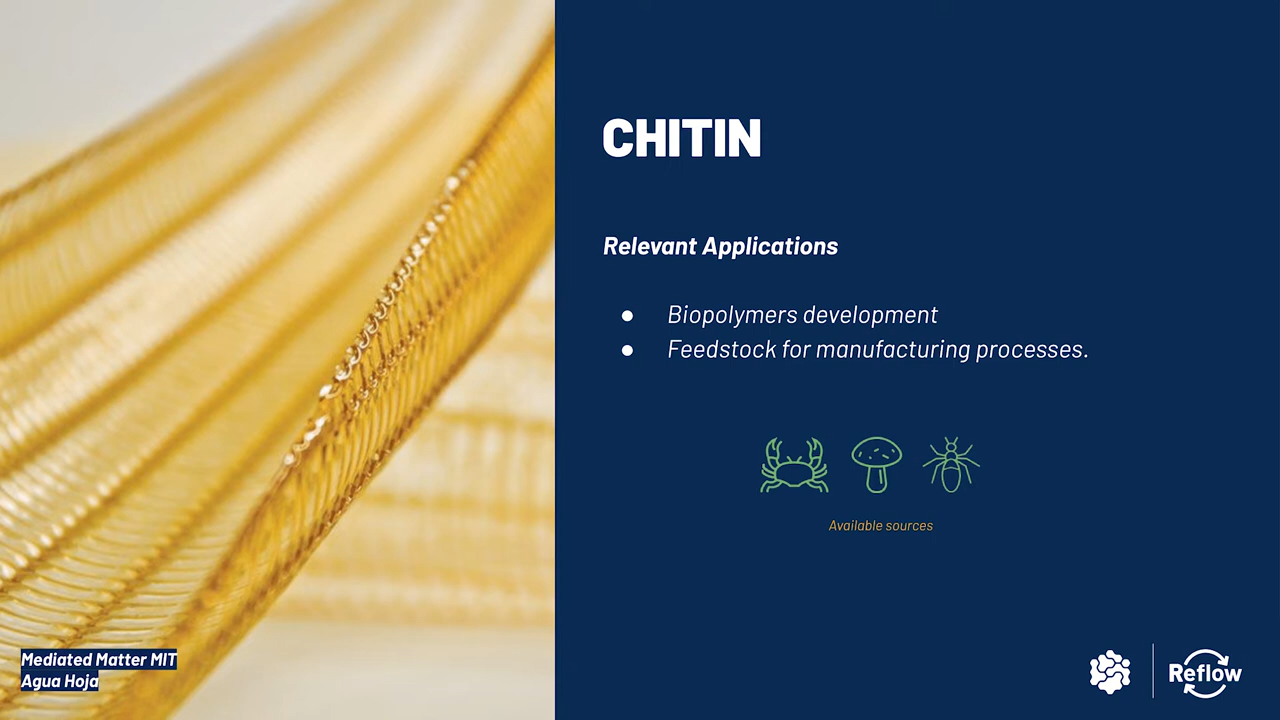 CHITIN
Relevant Applications
● Biopolymers development
● Feedstock for manufacturing processes.
Available sources
Mediated Matter MIT
Agua Hoja
Reflow